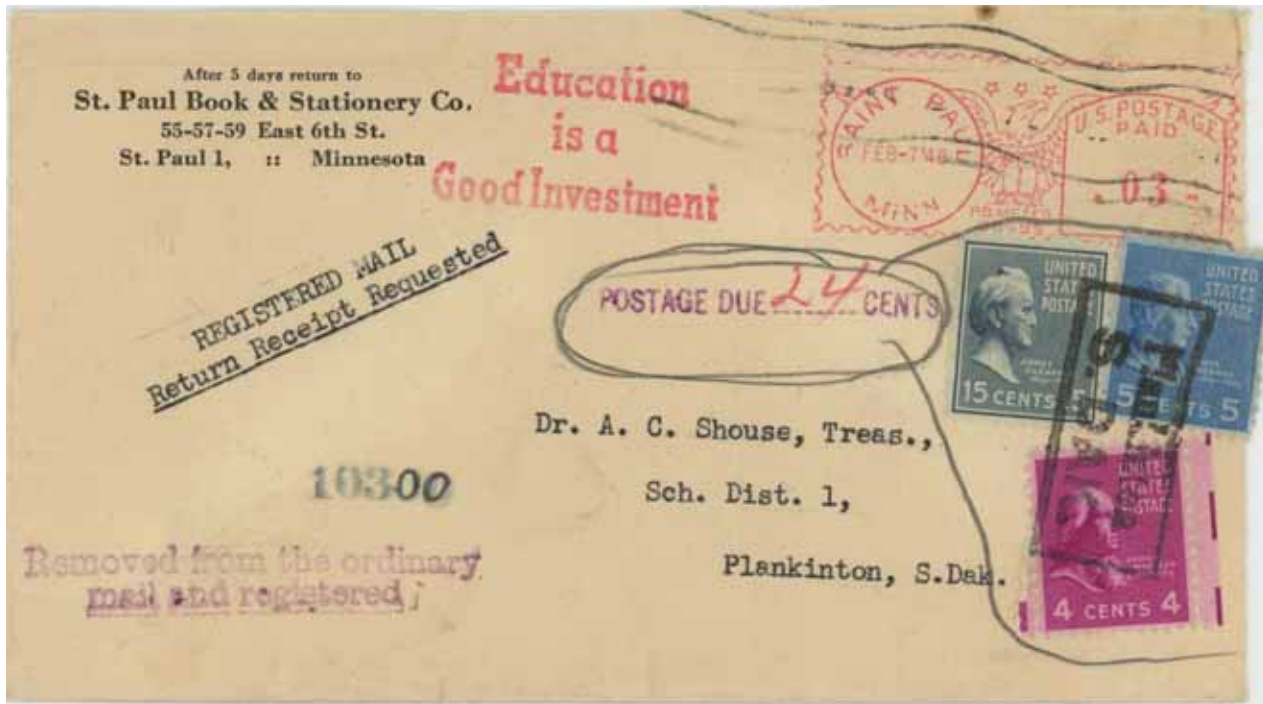 After 5 days return to
St. Paul Book & Stationery Co.
55-57-59 East 6th St.
St. Paul 1, :: Minnesota
Education
is a
Good Investment
SAINT PAUL
FEB-7'48
MINN
U.S. POSTAGE
PAID
03
REGISTERED MAIL
Return Receipt Requested
POSTAGE DUE 24 CENTS
UNITED
STATES
POSTAGE
15 CENTS 15
UNITED
STATES
POSTAGE
5 CENTS 5
Dr. A. C. Shouse, Treas.,
Sch. Dist. 1,
Plankinton, S.Dak.
10300
UNITED
STATES
POSTAGE
4 CENTS 4
Removed from the ordinary
mail and registered